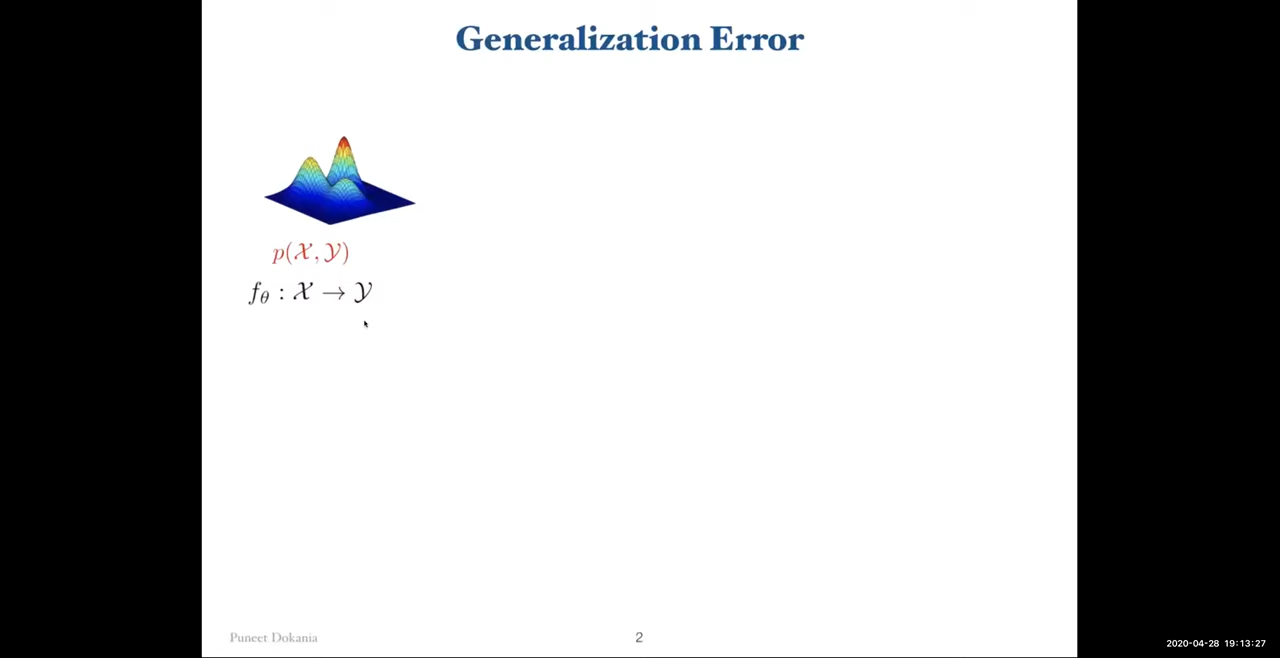 Generalization Error
p(𝒳, 𝒴)
f_θ : 𝒳 → 𝒴
Puneet Dokania
2
2020-04-28 19:13:27